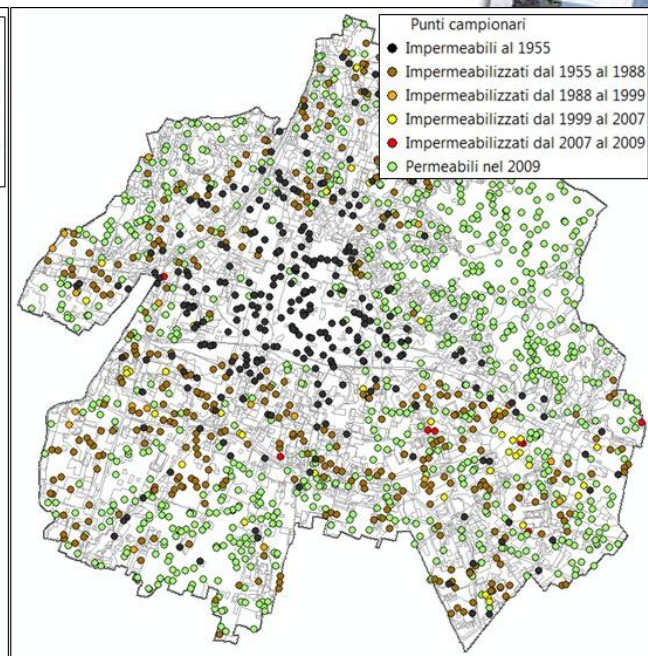 Punti campionari
Impermeabili al 1955
Impermeabilizzati dal 1955 al 1988
Impermeabilizzati dal 1988 al 1999
Impermeabilizzati dal 1999 al 2007
Impermeabilizzati dal 2007 al 2009
Permeabili nel 2009